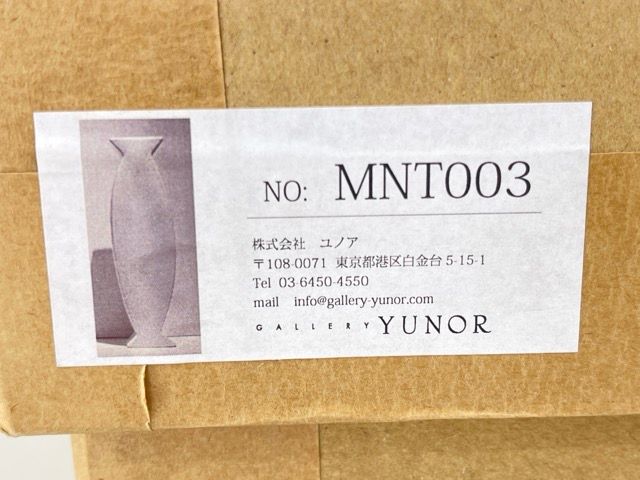 NO: MNT003
株式会社 ユノア
〒108-0071 東京都港区白金台5-15-1
Tel 03-6450-4550
mail info@gallery-yunor.com
GALLERY YUNOR